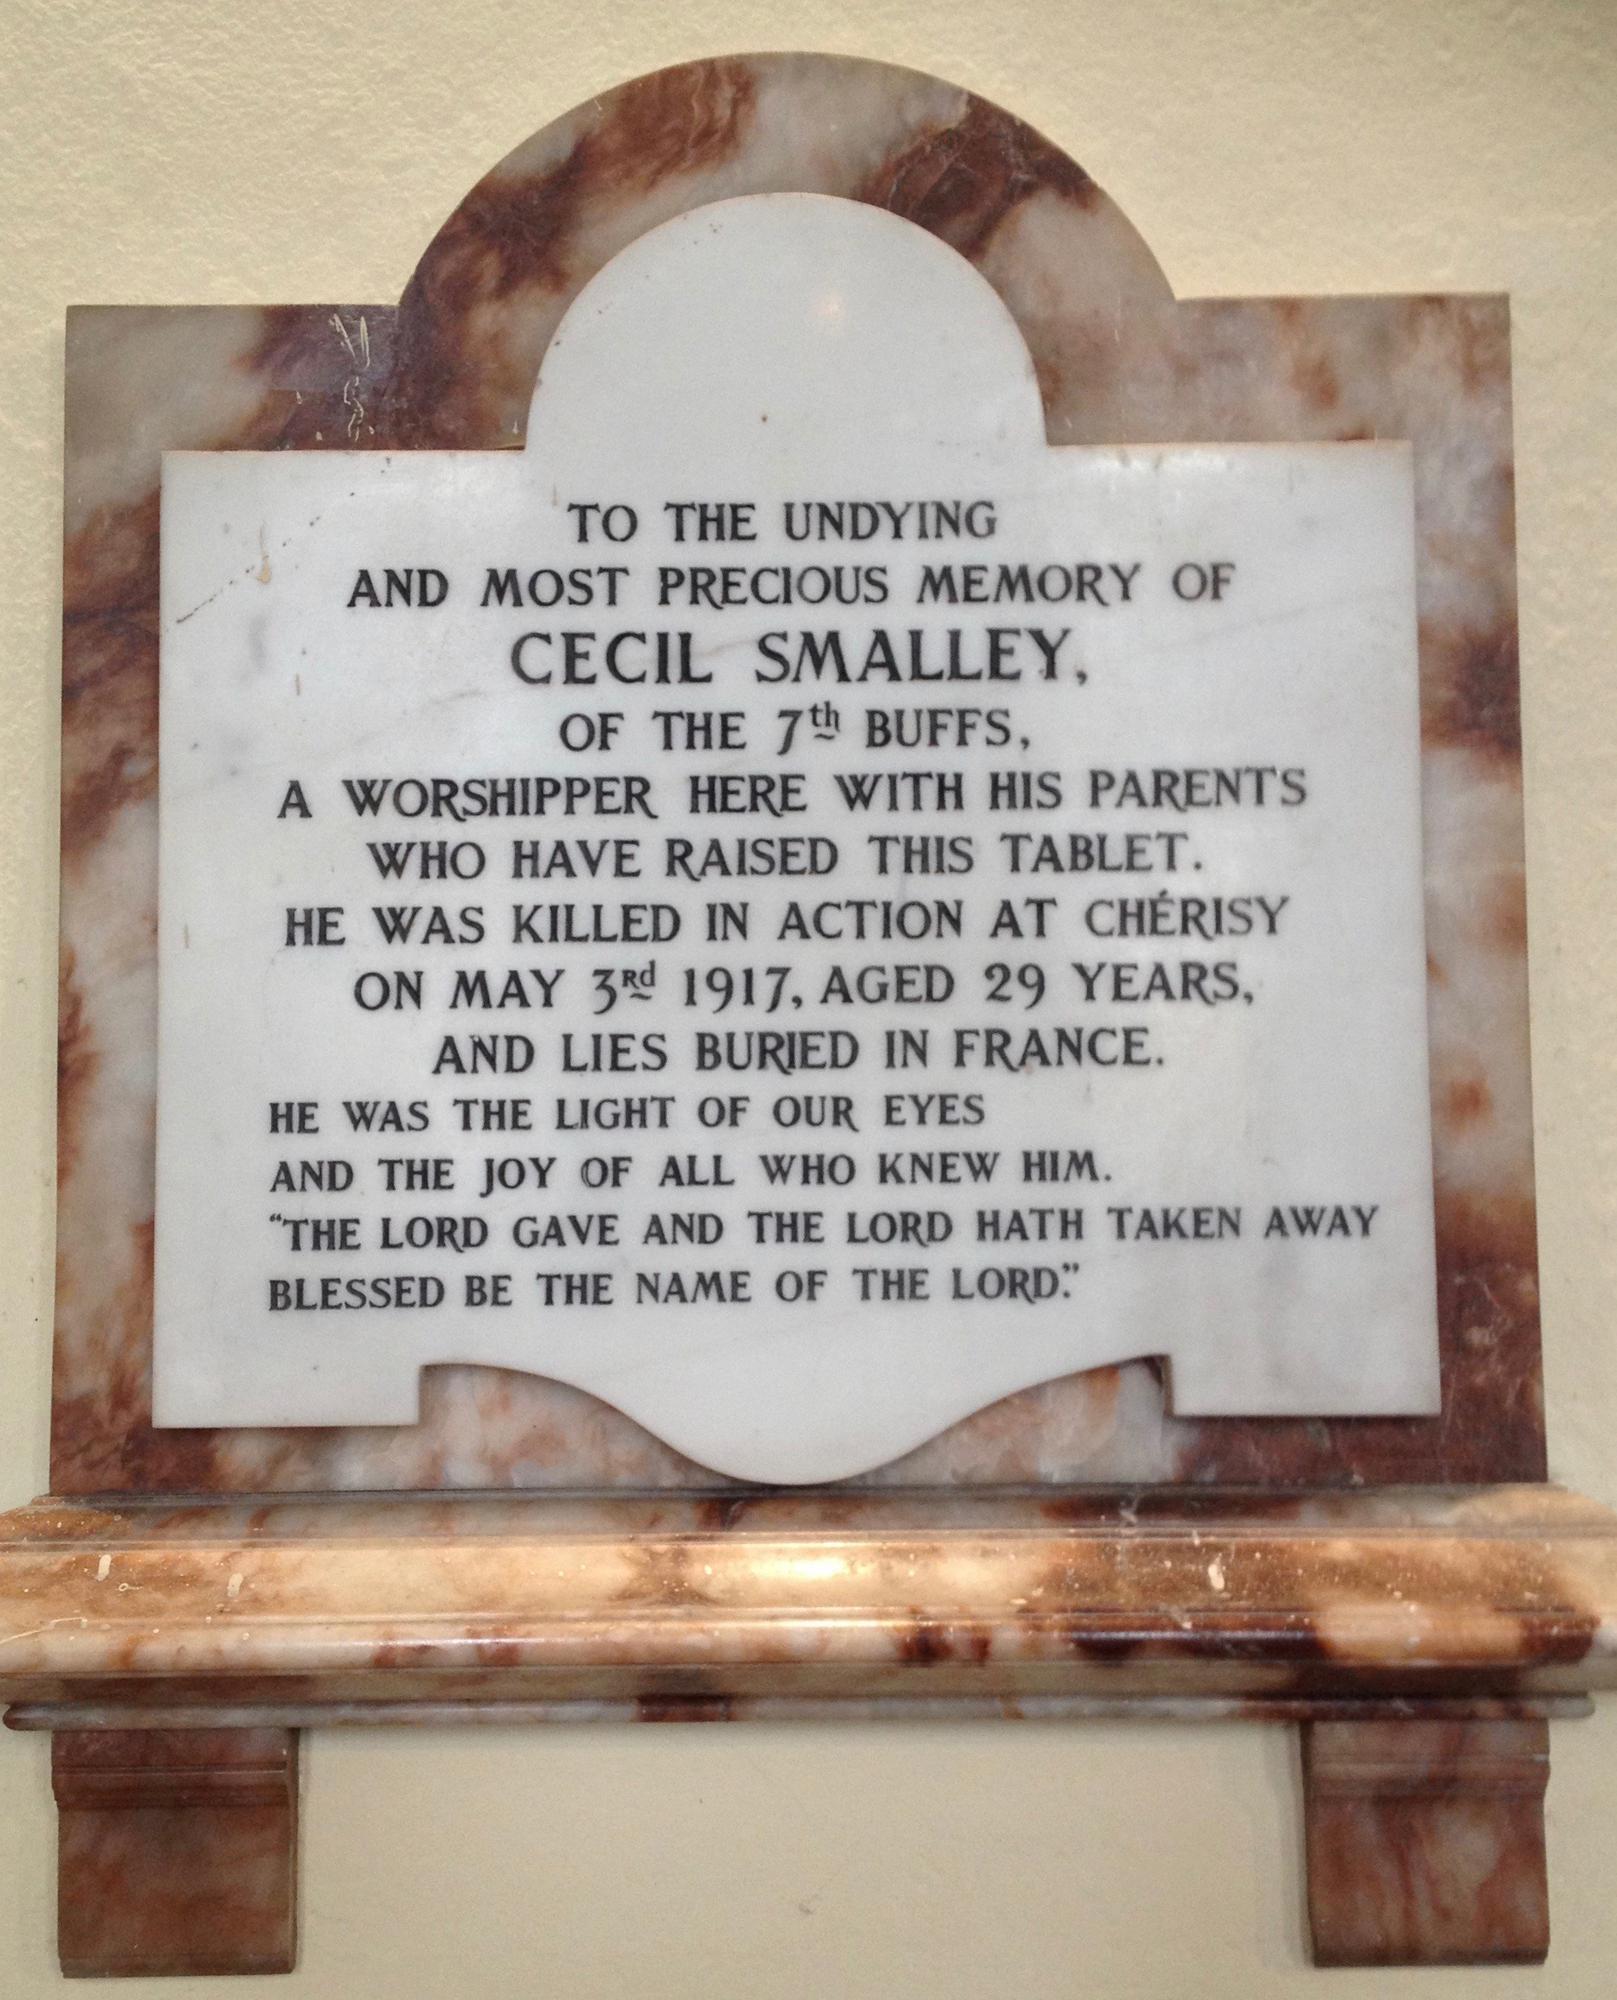 TO THE UNDYING
AND MOST PRECIOUS MEMORY OF
CECIL SMALLEY,
OF THE 7th BUFFS,
A WORSHIPPER HERE WITH HIS PARENTS
WHO HAVE RAISED THIS TABLET.
HE WAS KILLED IN ACTION AT CHÉRISY
ON MAY 3Rd 1917, AGED 29 YEARS,
AND LIES BURIED IN FRANCE.
HE WAS THE LIGHT OF OUR EYES
AND THE JOY OF ALL WHO KNEW HIM.
“THE LORD GAVE AND THE LORD HATH TAKEN AWAY
BLESSED BE THE NAME OF THE LORD.”